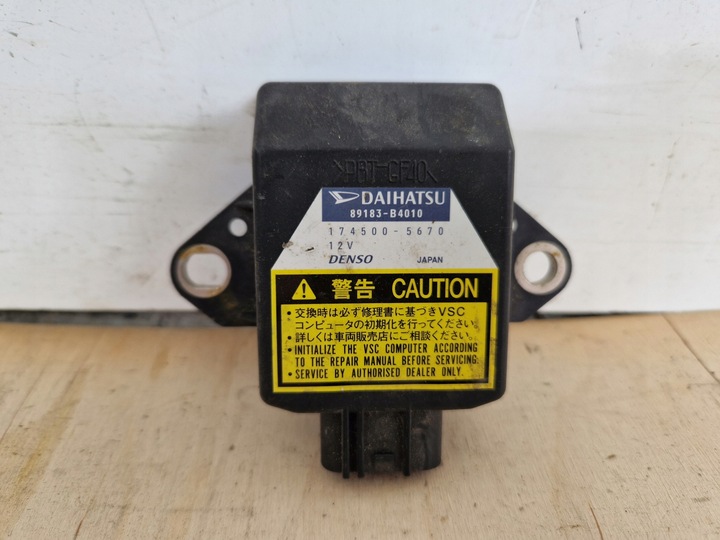 >PBT-GF40<
DAIHATSU
89183-B4010
174500-5670
12V
DENSO JAPAN
警告 CAUTION
・交換時は必ず修理書に基づきVSC
コンピュータの初期化を行ってください。
・詳しくは車両販売店にご相談ください。
・INITIALIZE THE VSC COMPUTER ACCORDING
TO THE REPAIR MANUAL BEFORE SERVICING.
・SERVICE BY AUTHORISED DEALER ONLY.